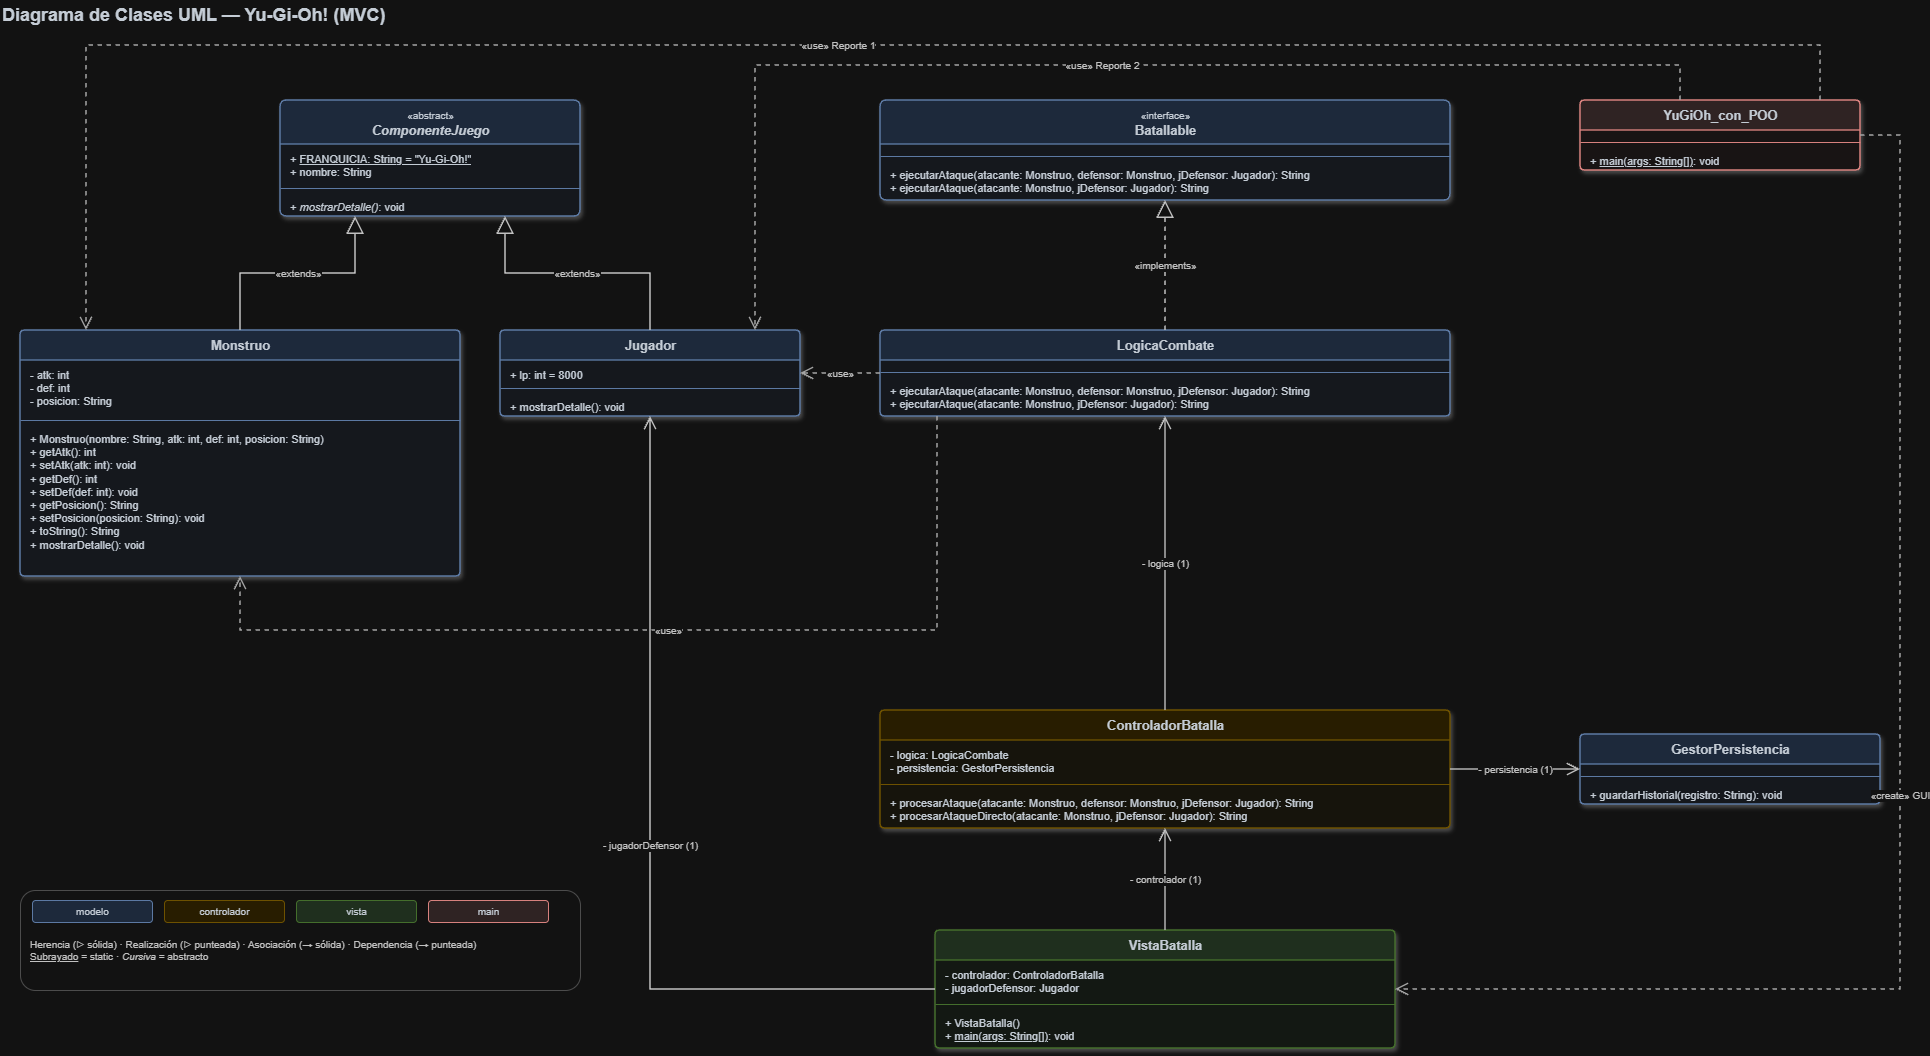 Diagrama de Clases UML — Yu-Gi-Oh! (MVC)
«use» Reporte 1
«use» Reporte 2
«abstract»
ComponenteJuego
+ FRANQUICIA: String = "Yu-Gi-Oh!"
+ nombre: String
+ mostrarDetalle(): void
«interface»
Batallable
+ ejecutarAtaque(atacante: Monstruo, defensor: Monstruo, jDefensor: Jugador): String
+ ejecutarAtaque(atacante: Monstruo, jDefensor: Jugador): String
YuGiOh_con_POO
+ main(args: String[]): void
«extends»
«extends»
«implements»
Monstruo
- atk: int
- def: int
- posicion: String
+ Monstruo(nombre: String, atk: int, def: int, posicion: String)
+ getAtk(): int
+ setAtk(atk: int): void
+ getDef(): int
+ setDef(def: int): void
+ getPosicion(): String
+ setPosicion(posicion: String): void
+ toString(): String
+ mostrarDetalle(): void
Jugador
+ lp: int = 8000
+ mostrarDetalle(): void
«use»
LogicaCombate
+ ejecutarAtaque(atacante: Monstruo, defensor: Monstruo, jDefensor: Jugador): String
+ ejecutarAtaque(atacante: Monstruo, jDefensor: Jugador): String
- logica (1)
«use»
ControladorBatalla
- logica: LogicaCombate
- persistencia: GestorPersistencia
+ procesarAtaque(atacante: Monstruo, defensor: Monstruo, jDefensor: Jugador): String
+ procesarAtaqueDirecto(atacante: Monstruo, jDefensor: Jugador): String
- persistencia (1)
GestorPersistencia
+ guardarHistorial(registro: String): void
«create» GUI
- jugadorDefensor (1)
- controlador (1)
VistaBatalla
- controlador: ControladorBatalla
- jugadorDefensor: Jugador
+ VistaBatalla()
+ main(args: String[]): void
modelo
controlador
vista
main
Herencia (▷ sólida) · Realización (▷ punteada) · Asociación (→ sólida) · Dependencia (→ punteada)
Subrayado = static · Cursiva = abstracto